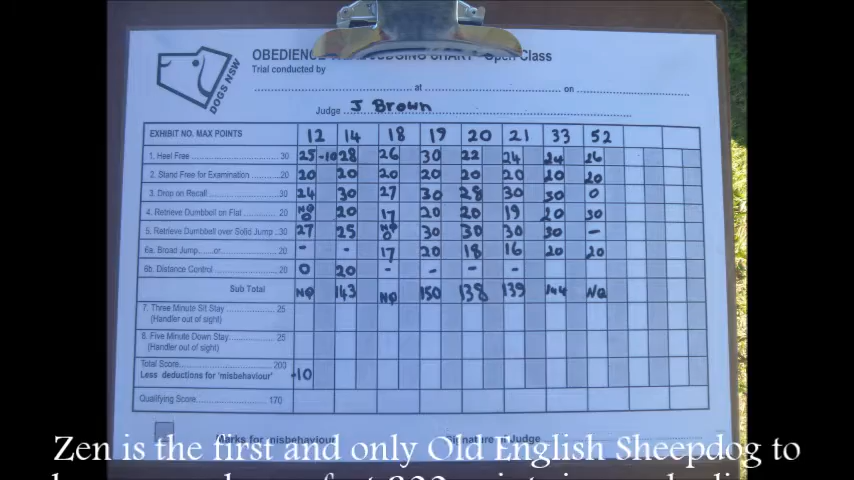 DOGS NSW
OBEDIENCE
JUDGING CHART - Open Class
Trial conducted by
at on
Judge J Brown
EXHIBIT NO. MAX POINTS 12 14 18 19 20 21 33 52
1. Heel Free 30 25 -10 28 26 30 22 24 24 26
2. Stand Free for Examination 20 20 20 20 20 20 20 20 20
3. Drop on Recall 30 24 30 27 30 28 30 30 0
4. Retrieve Dumbbell on Flat 20 NQ 0 20 17 20 20 19 20 30
5. Retrieve Dumbbell over Solid Jump 30 27 25 NQ 0 30 30 30 30 -
6a. Broad Jump or 20 - - 17 20 18 16 20 20
6b. Distance Control 20 0 20 - - - -
Sub Total NQ 143 NQ 150 138 139 144 NQ
7. Three Minute Sit Stay 25
(Handler out of sight)
8. Five Minute Down Stay 25
(Handler out of sight)
Total Score 200
Less deductions for 'misbehaviour' -10
Qualifying Score 170
Marks for misbehaviour Signature of Judge
Zen is the first and only Old English Sheepdog to